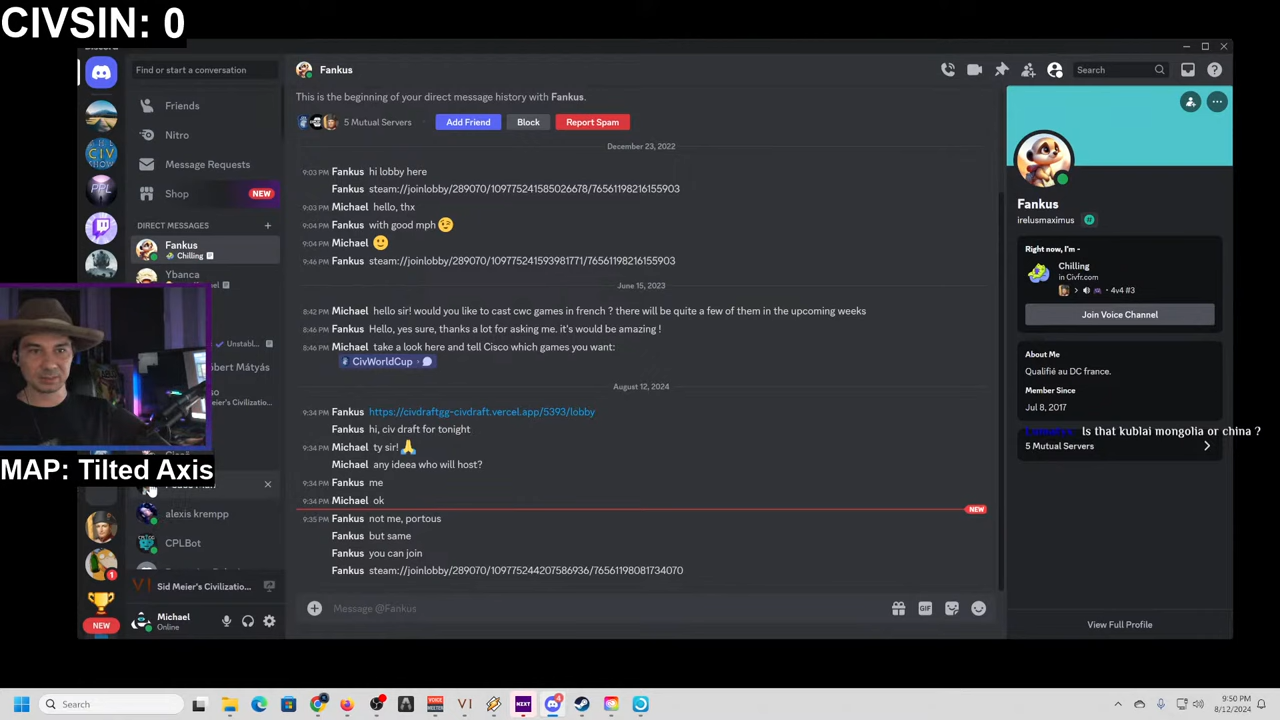 CIVSIN: 0
Find or start a conversation
Fankus
Search
Friends
Nitro
Message Requests
Shop
NEW
DIRECT MESSAGES
Fankus
Chilling
Ybanca
Unstabl...
óbert Mátyás
eier's Civilizatio...
alexis krempp
CPLBot
Sid Meier's Civilizatio...
Michael
Online
NEW
1
MAP: Tilted Axis
This is the beginning of your direct message history with Fankus.
5 Mutual Servers
Add Friend
Block
Report Spam
December 23, 2022
9:03 PM Fankus hi lobby here
Fankus steam://joinlobby/289070/109775241585026678/76561198216155903
9:03 PM Michael hello, thx
9:04 PM Fankus with good mph 😉
9:04 PM Michael 🙂
9:46 PM Fankus steam://joinlobby/289070/109775241593981771/76561198216155903
June 15, 2023
8:42 PM Michael hello sir! would you like to cast cwc games in french ? there will be quite a few of them in the upcoming weeks
8:46 PM Fankus Hello, yes sure, thanks a lot for asking me. it's would be amazing !
8:46 PM Michael take a look here and tell Cisco which games you want:
CivWorldCup
August 12, 2024
9:34 PM Fankus https://civdraftgg-civdraft.vercel.app/5393/lobby
Fankus hi, civ draft for tonight
9:34 PM Michael ty sir! 🙏
Michael any ideea who will host?
9:34 PM Fankus me
9:34 PM Michael ok
NEW
9:35 PM Fankus not me, portous
Fankus but same
Fankus you can join
Fankus steam://joinlobby/289070/109775244207586936/76561198081734070
Message @Fankus
GIF
Fankus
irelusmaximus
Right now, I'm -
Chilling
in Civfr.com
4v4 #3
Join Voice Channel
About Me
Qualifié au DC france.
Member Since
Jul 8, 2017
Is that kublai mongolia or china ?
5 Mutual Servers
View Full Profile
Search
9:50 PM
8/12/2024